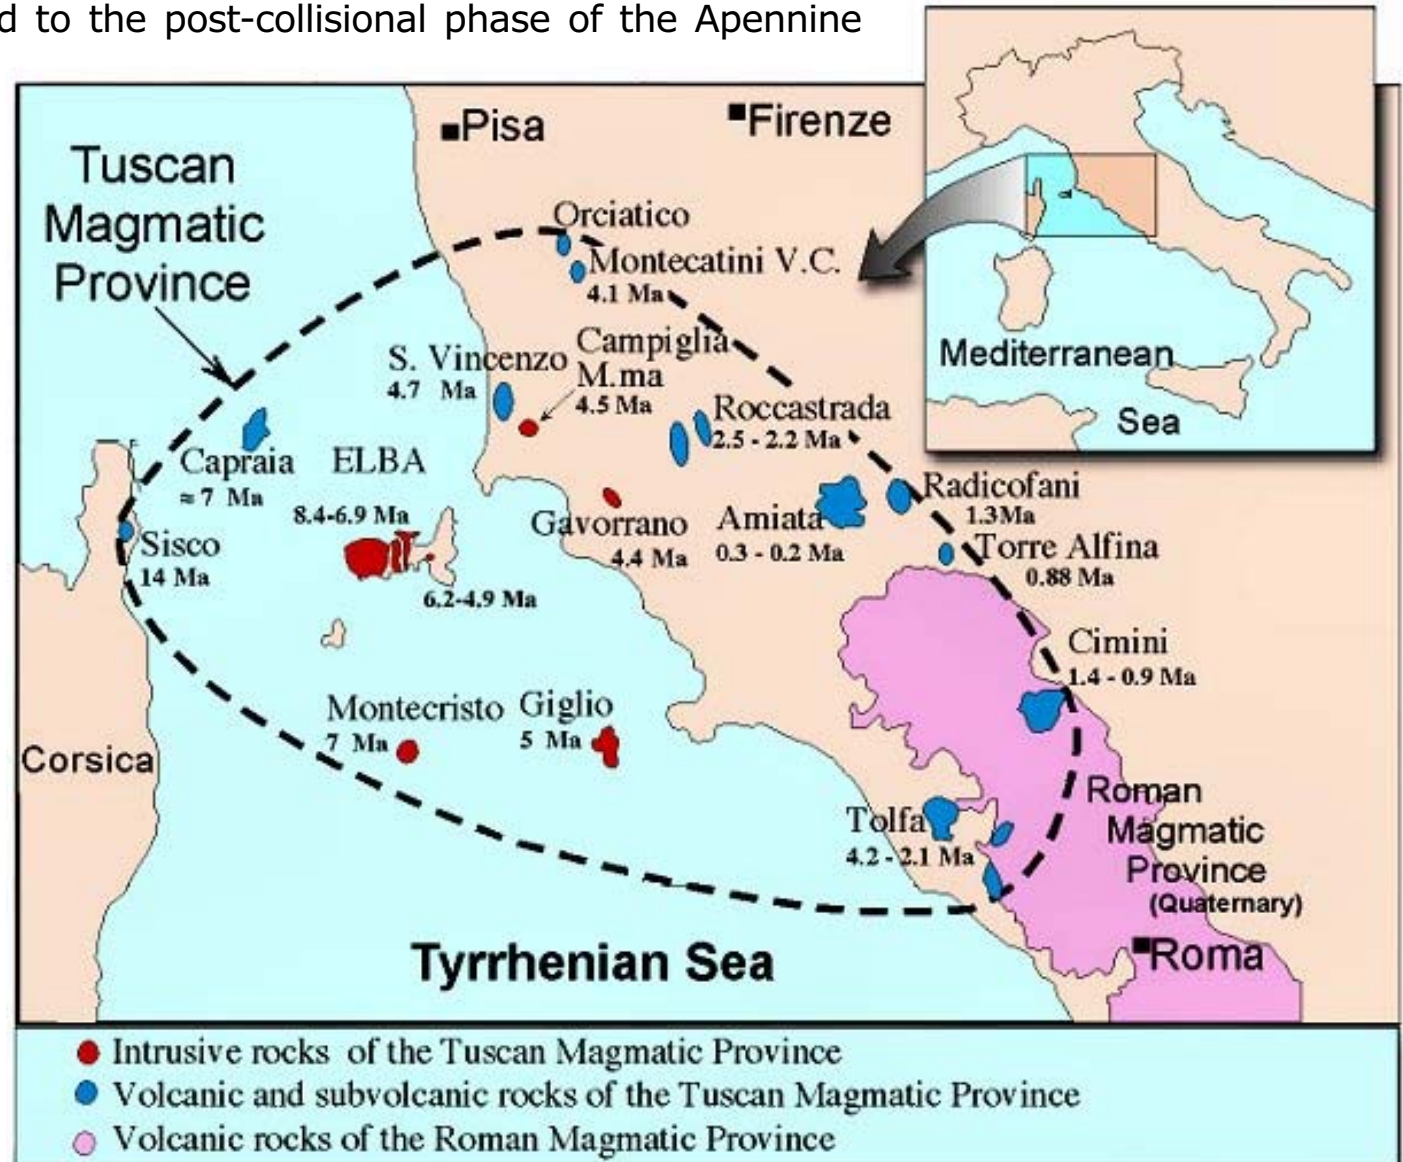 d to the post-collisional phase of the Apennine
Pisa
Firenze
Tuscan
Magmatic
Province
Orciatico
Montecatini V.C.
4.1 Ma
Mediterranean
Sea
S. Vincenzo
4.7 Ma
Campiglia
M.ma
4.5 Ma
Roccastrada
2.5 - 2.2 Ma
Capraia
≈ 7 Ma
ELBA
8.4-6.9 Ma
6.2-4.9 Ma
Sisco
14 Ma
Gavorrano
4.4 Ma
Amiata
0.3 - 0.2 Ma
Radicofani
1.3Ma
Torre Alfina
0.88 Ma
Cimini
1.4 - 0.9 Ma
Montecristo
7 Ma
Giglio
5 Ma
Corsica
Tolfa
4.2 - 2.1 Ma
Roman
Magmatic
Province
(Quaternary)
Roma
Tyrrhenian Sea
Intrusive rocks of the Tuscan Magmatic Province
Volcanic and subvolcanic rocks of the Tuscan Magmatic Province
Volcanic rocks of the Roman Magmatic Province